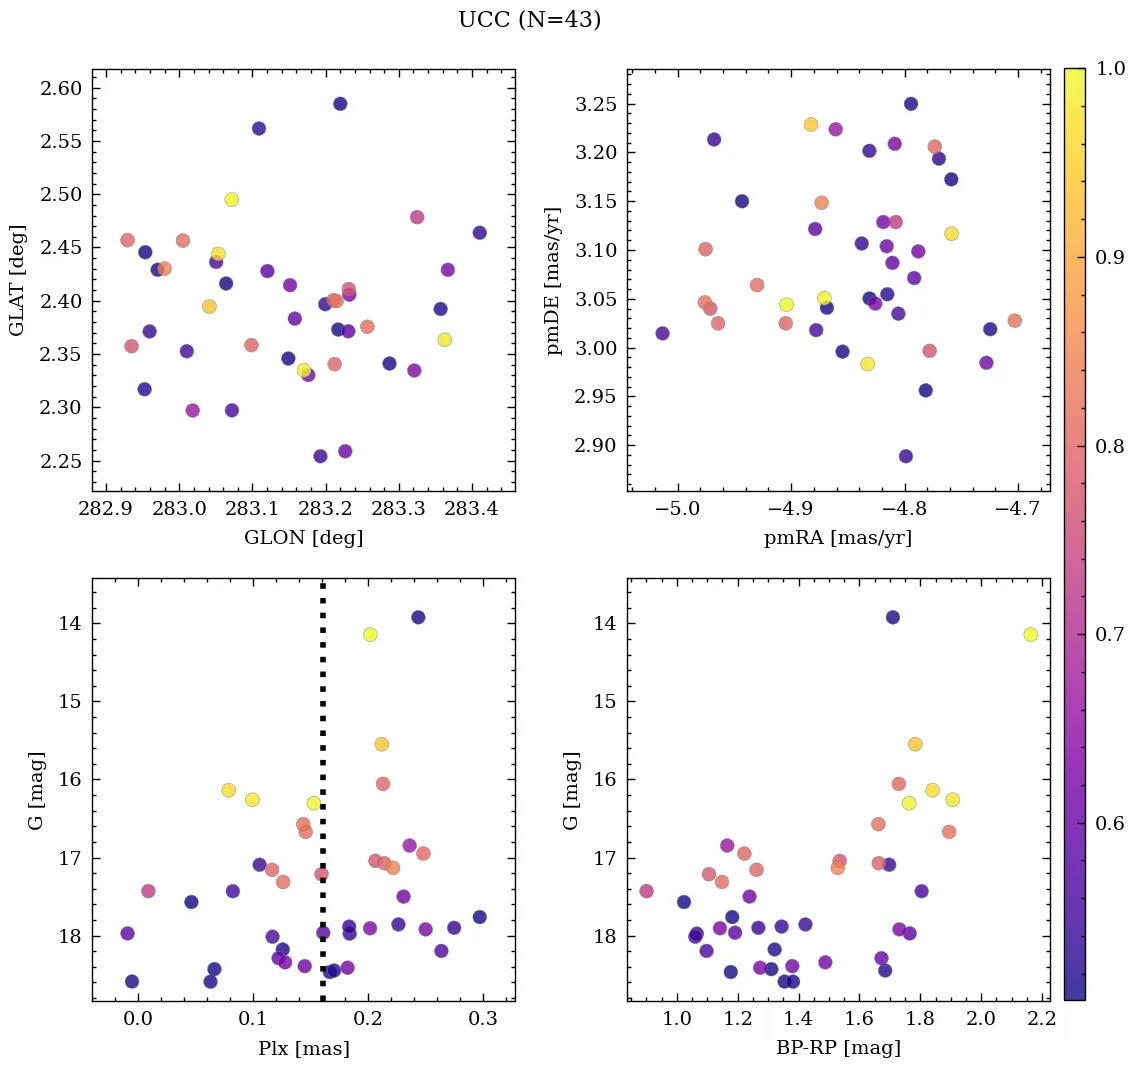 UCC (N=43)
2.60
2.55
2.50
2.45
2.40
2.35
2.30
2.25
GLAT [deg]
282.9 283.0 283.1 283.2 283.3 283.4
GLON [deg]
3.25
3.20
3.15
3.10
3.05
3.00
2.95
2.90
pmDE [mas/yr]
−5.0 −4.9 −4.8 −4.7
pmRA [mas/yr]
14
15
16
17
18
G [mag]
0.0 0.1 0.2 0.3
Plx [mas]
14
15
16
17
18
G [mag]
1.0 1.2 1.4 1.6 1.8 2.0 2.2
BP-RP [mag]
1.0
0.9
0.8
0.7
0.6